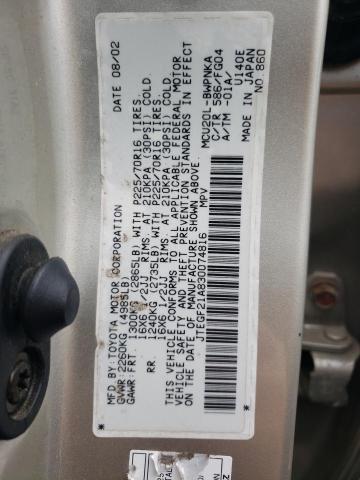 MFD BY:TOYOTA MOTOR CORPORATION DATE 08/02
GVWR:2260KG (4985LB)
GAWR:FRT. 1300KG (2865LB) WITH P225/70R16 TIRES.
16X6 1/2JJ RIMS: AT 210KPA (30PSI) COLD.
RR. 1240KG (2735LB) WITH P225/70R16 TIRES.
16X6 1/2JJ RIMS: AT 210KPA (30PSI) COLD.
THIS VEHICLE CONFORMS TO ALL APPLICABLE FEDERAL MOTOR
VEHICLE SAFETY AND THEFT PREVENTION STANDARDS IN EFFECT
ON THE DATE OF MANUFACTURE SHOWN ABOVE.
JTEGF21A830074816 MPV
MCU20L-BWPNKA
C/TR 586/FG04
A/TM -01A/
U140E
MADE IN JAPAN
NO.860